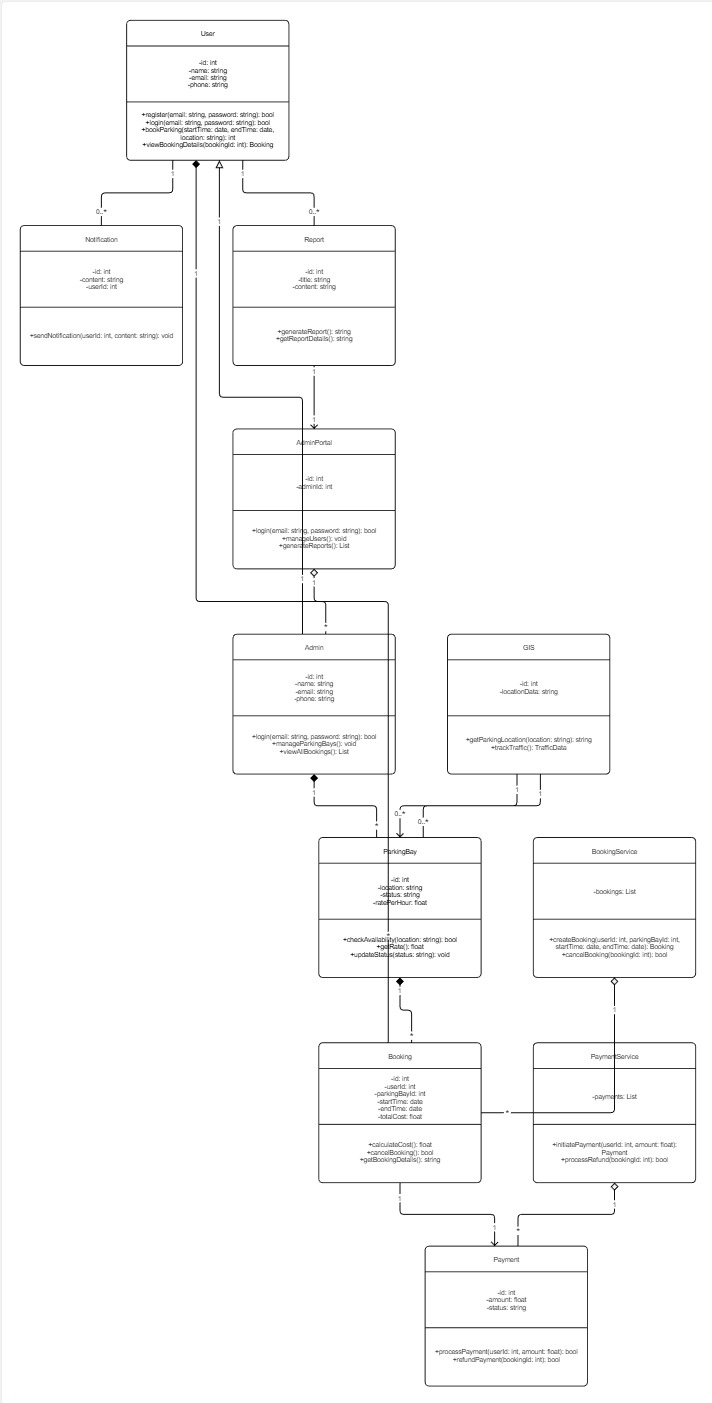 User
-id: int
-name: string
-email: string
-phone: string
+register(email: string, password: string): bool
+login(email: string, password: string): bool
+bookParking(startTime: date, endTime: date,
location: string): int
+viewBookingDetails(bookingId: int): Booking
1
1
1
1
1
0..*
0..*
Notification
-id: int
-content: string
-userId: int
+sendNotification(userId: int, content: string): void
Report
-id: int
-title: string
-content: string
+generateReport(): string
+getReportDetails(): string
1
1
AdminPortal
-id: int
-adminId: int
+login(email: string, password: string): bool
+manageUsers(): void
+generateReports(): List
1
1
*
Admin
-id: int
-name: string
-email: string
-phone: string
+login(email: string, password: string): bool
+manageParkingBays(): void
+viewAllBookings(): List
GIS
-id: int
-locationData: string
+getParkingLocation(location: string): string
+trackTraffic(): TrafficData
1
1
1
*
0..*
0..*
ParkingBay
-id: int
-location: string
-status: string
-ratePerHour: float
*
+checkAvailability(location: string): bool
+getRate(): float
+updateStatus(status: string): void
BookingService
-bookings: List
+createBooking(userId: int, parkingBayId: int,
startTime: date, endTime: date): Booking
+cancelBooking(bookingId: int): bool
1
1
*
Booking
-id: int
-userId: int
-parkingBayId: int
-startTime: date
-endTime: date
-totalCost: float
+calculateCost(): float
+cancelBooking(): bool
+getBookingDetails(): string
*
PaymentService
-payments: List
+initiatePayment(userId: int, amount: float):
Payment
+processRefund(bookingId: int): bool
1
1
1
*
Payment
-id: int
-amount: float
-status: string
+processPayment(userId: int, amount: float): bool
+refundPayment(bookingId: int): bool